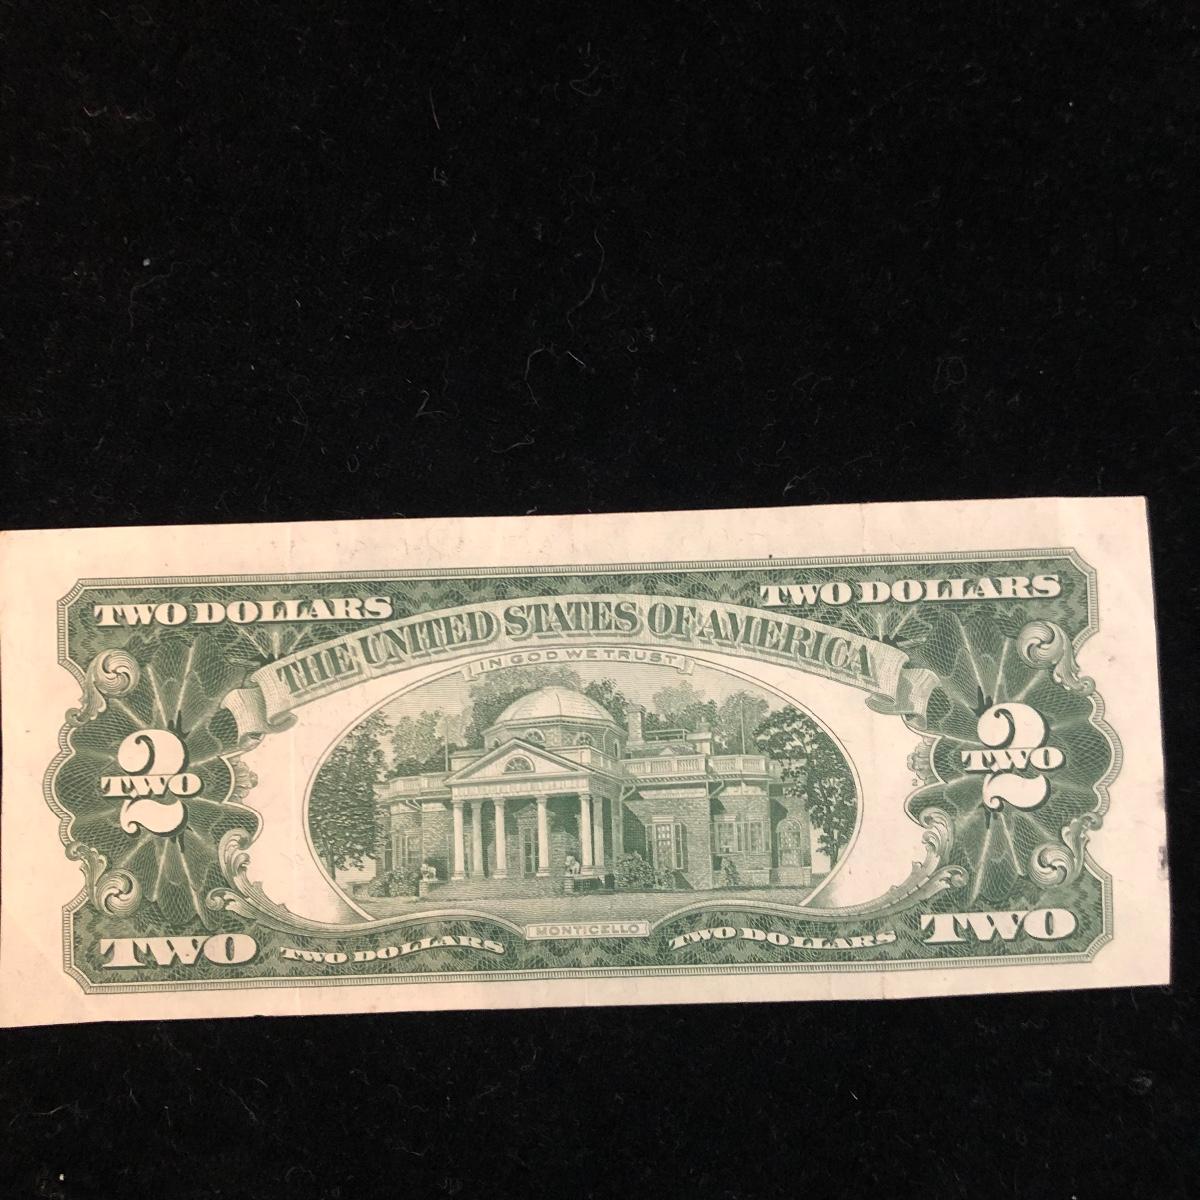 TWO DOLLARS
TWO DOLLARS
THE UNITED STATES OF AMERICA
IN GOD WE TRUST
2
TWO
2
TWO
MONTICELLO
TWO
TWO DOLLARS
TWO DOLLARS
TWO